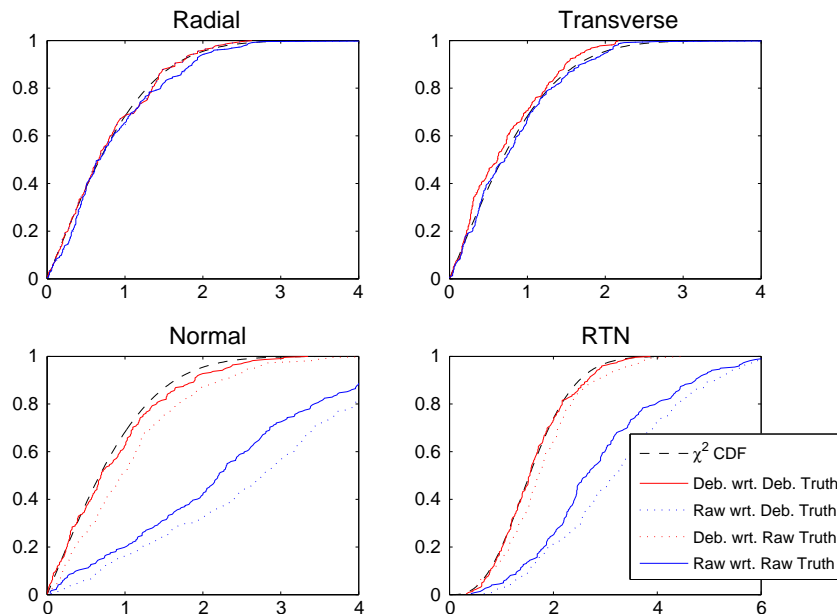 Radial
1
0.8
0.6
0.4
0.2
0
0 1 2 3 4
Transverse
1
0.8
0.6
0.4
0.2
0
0 1 2 3 4
Normal
1
0.8
0.6
0.4
0.2
0
0 1 2 3 4
RTN
1
0.8
0.6
0.4
0.2
0
0 2 4 6
χ² CDF
Deb. wrt. Deb. Truth
Raw wrt. Deb. Truth
Deb. wrt. Raw Truth
Raw wrt. Raw Truth